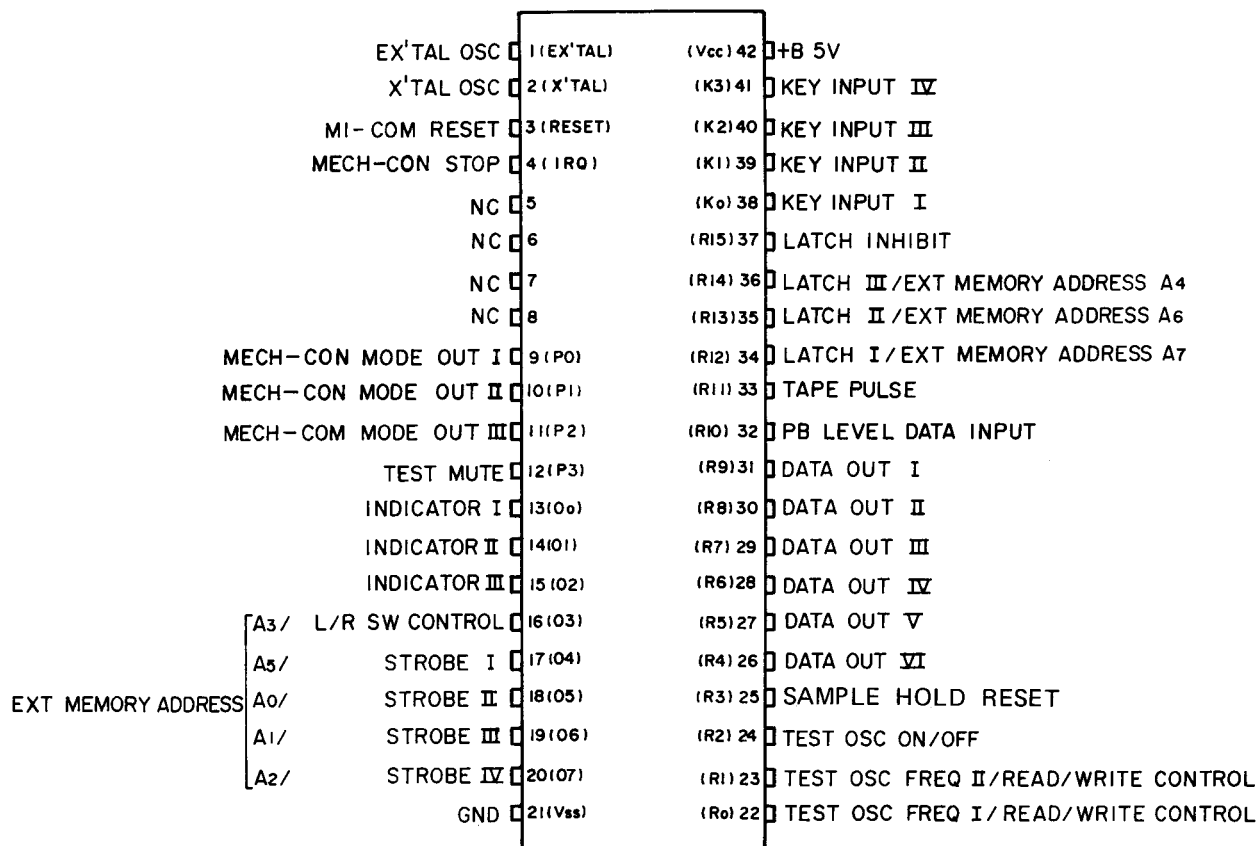 EX'TAL OSC 1(EX'TAL) (Vcc) 42 +B 5V
X'TAL OSC 2(X'TAL) (K3) 41 KEY INPUT IV
MI-COM RESET 3(RESET) (K2) 40 KEY INPUT III
MECH-CON STOP 4(IRQ) (K1) 39 KEY INPUT II
NC 5 (Ko) 38 KEY INPUT I
NC 6 (R15) 37 LATCH INHIBIT
NC 7 (R14) 36 LATCH III/EXT MEMORY ADDRESS A4
NC 8 (R13) 35 LATCH II/EXT MEMORY ADDRESS A6
MECH-CON MODE OUT I 9(P0) (R12) 34 LATCH I/EXT MEMORY ADDRESS A7
MECH-CON MODE OUT II 10(P1) (R11) 33 TAPE PULSE
MECH-COM MODE OUT III 11(P2) (R10) 32 PB LEVEL DATA INPUT
TEST MUTE 12(P3) (R9) 31 DATA OUT I
INDICATOR I 13(Oo) (R8) 30 DATA OUT II
INDICATOR II 14(O1) (R7) 29 DATA OUT III
INDICATOR III 15(O2) (R6) 28 DATA OUT IV
A3/ L/R SW CONTROL 16(O3) (R5) 27 DATA OUT V
A5/ STROBE I 17(O4) (R4) 26 DATA OUT VI
EXT MEMORY ADDRESS A0/ STROBE II 18(O5) (R3) 25 SAMPLE HOLD RESET
A1/ STROBE III 19(O6) (R2) 24 TEST OSC ON/OFF
A2/ STROBE IV 20(O7) (R1) 23 TEST OSC FREQ II/READ/WRITE CONTROL
GND 21(Vss) (Ro) 22 TEST OSC FREQ I/READ/WRITE CONTROL